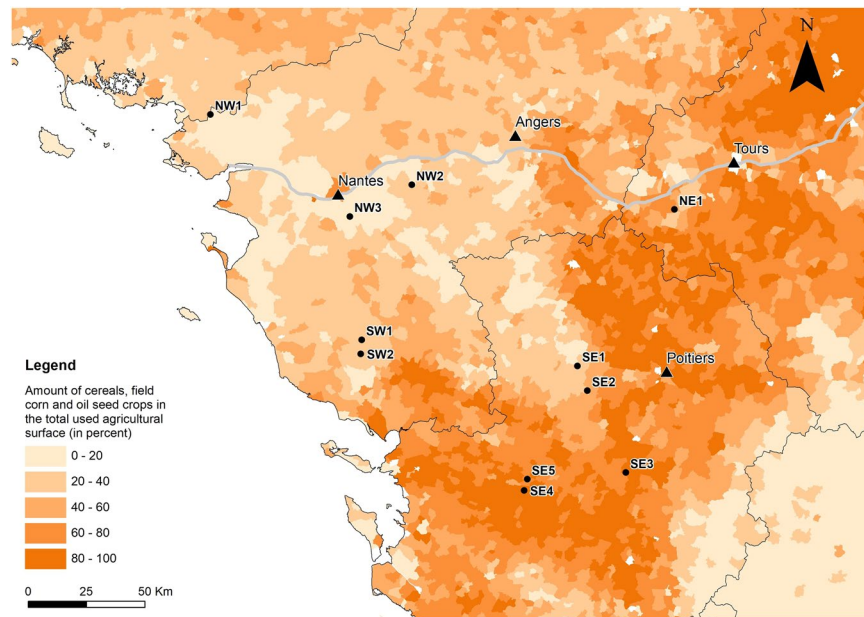 N
NW1
Angers
Tours
Nantes
NW2
NE1
NW3
SW1
SW2
SE1
Poitiers
SE2
SE3
SE5
SE4
Legend
Amount of cereals, field
corn and oil seed crops in
the total used agricultural
surface (in percent)
0 - 20
20 - 40
40 - 60
60 - 80
80 - 100
0 25 50 Km